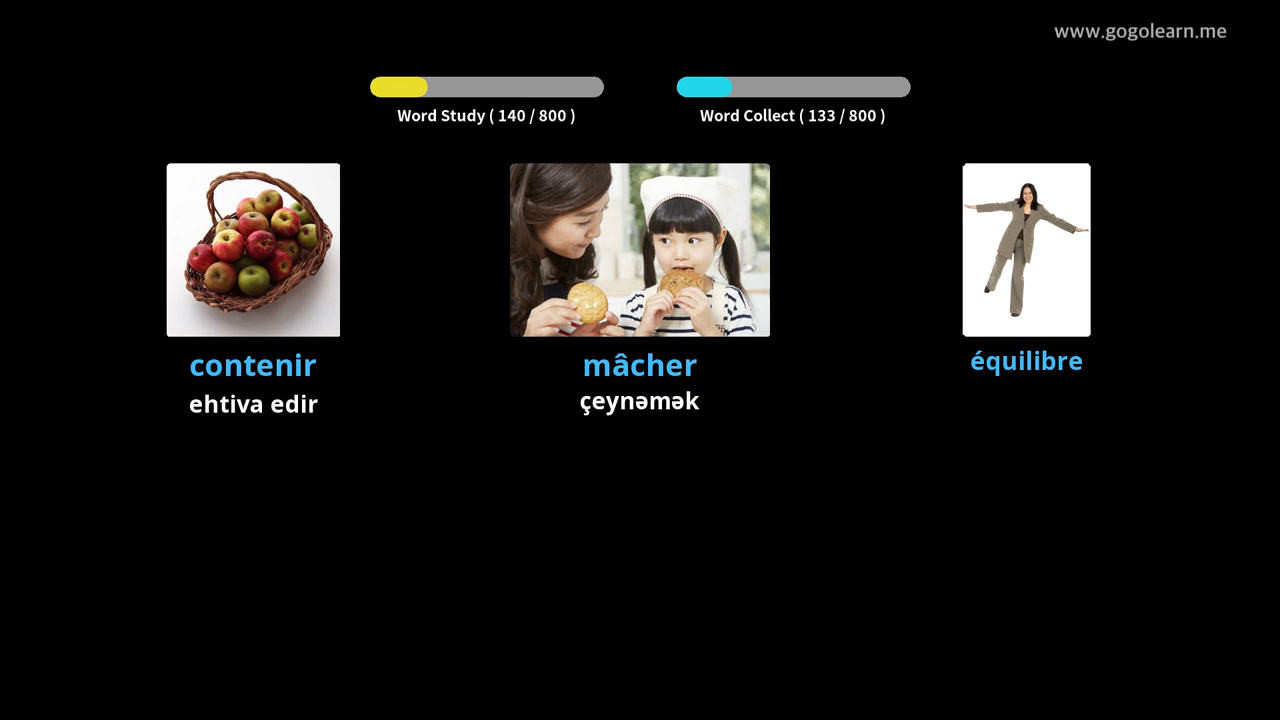 www.gogolearn.me
Word Study ( 140 / 800 )
Word Collect ( 133 / 800 )
contenir
ehtiva edir
mâcher
çeynəmək
équilibre